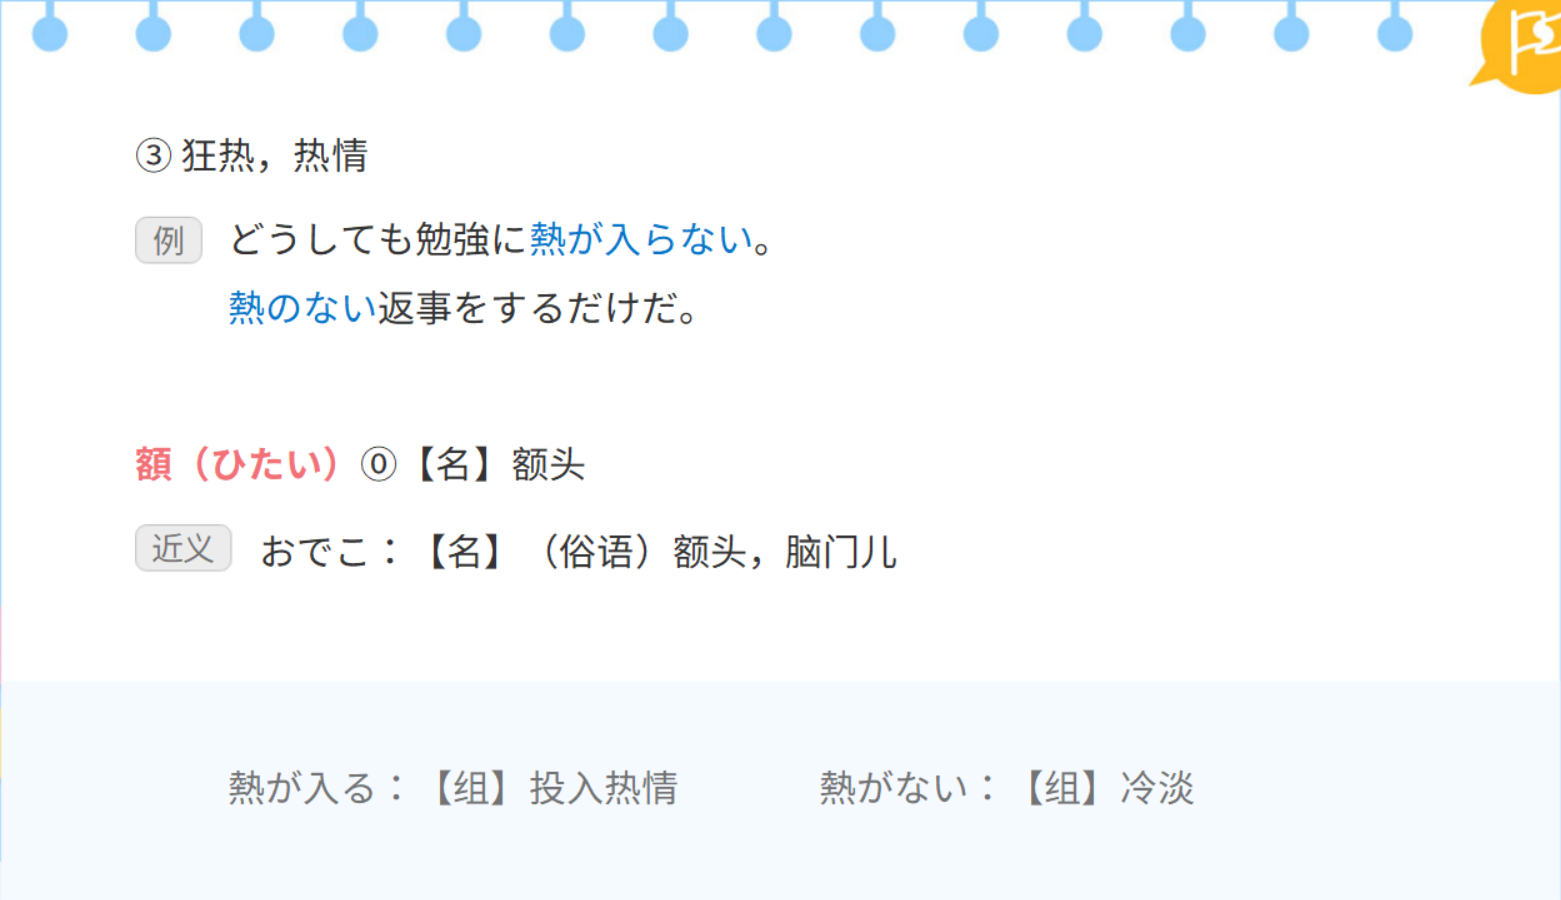 ③ 狂热，热情
例 どうしても勉強に熱が入らない。
熱のない返事をするだけだ。
額（ひたい）⓪【名】额头
近义 おでこ：【名】（俗语）额头，脑门儿
熱が入る：【组】投入热情 熱がない：【组】冷淡